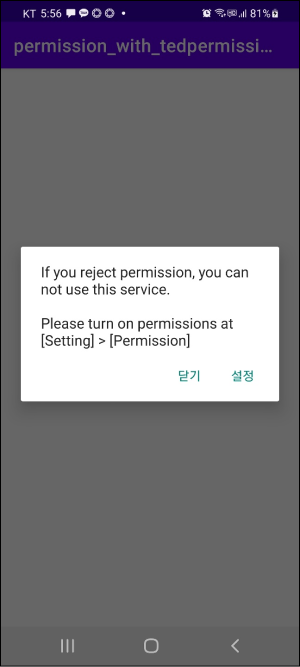 KT 5:56 81%
permission_with_tedpermissi...
If you reject permission, you can
not use this service.
Please turn on permissions at
[Setting] > [Permission]
닫기 설정